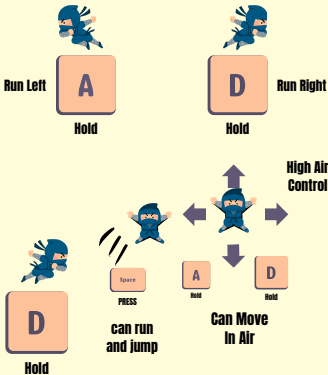 Run Left
A
Hold
D
Run Right
Hold
High Air
Control
D
Hold
Space
PRESS
can run
and jump
A
Hold
D
Hold
Can Move
In Air